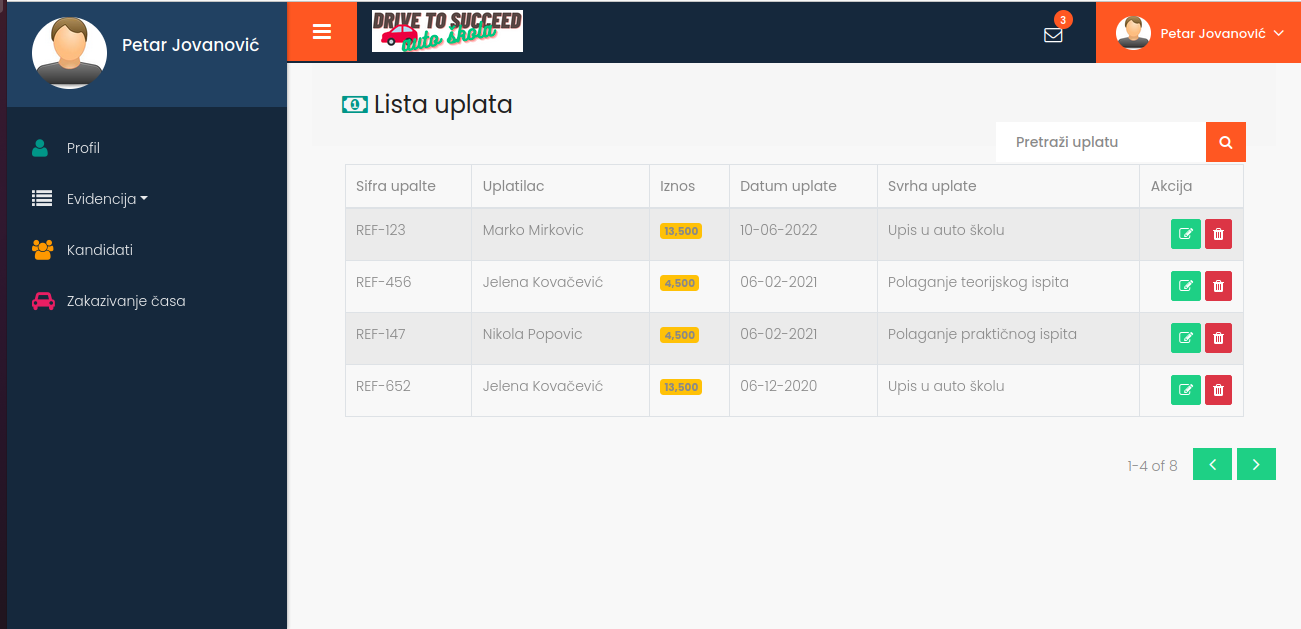 Petar Jovanović
DRIVE TO SUCCEED
auto škola
3
Petar Jovanović
Profil
Evidencija
Kandidati
Zakazivanje časa
Lista uplata
Pretraži uplatu
Sifra upalte Uplatilac Iznos Datum uplate Svrha uplate Akcija
REF-123 Marko Mirkovic 13,500 10-06-2022 Upis u auto školu
REF-456 Jelena Kovačević 4,500 06-02-2021 Polaganje teorijskog ispita
REF-147 Nikola Popovic 4,500 06-02-2021 Polaganje praktičnog ispita
REF-652 Jelena Kovačević 13,500 06-12-2020 Upis u auto školu
1-4 of 8